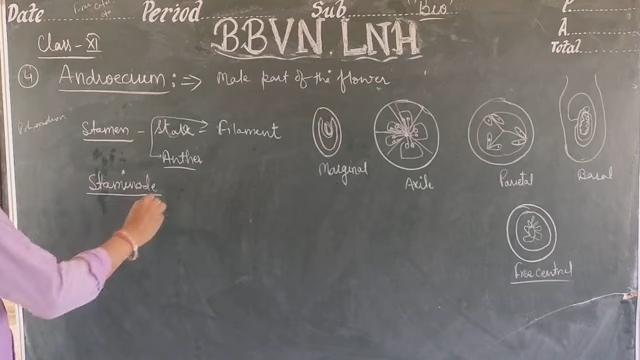 Date Period Sub Bio P
A
Total
Class - XI
BBVN. LNH
④ Androecium :⇒ Male part of the flower
Stamen - Stalk ⇒ Filament
Anther
Staminode
Marginal Axile Parietal Basal
Free central